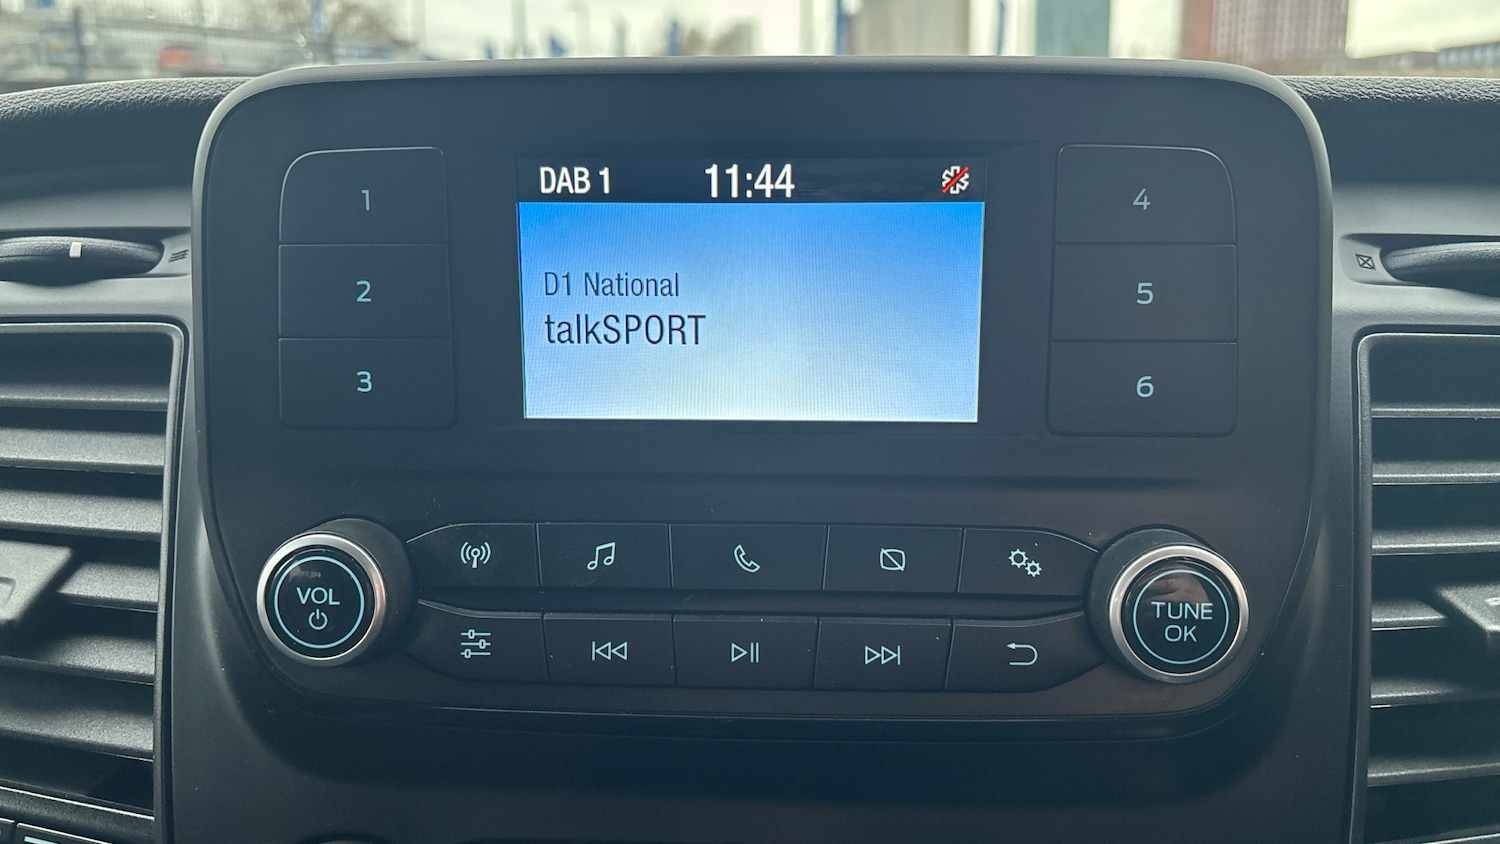 DAB 1 11:44
D1 National
talkSPORT
1
2
3
4
5
6
VOL
TUNE
OK